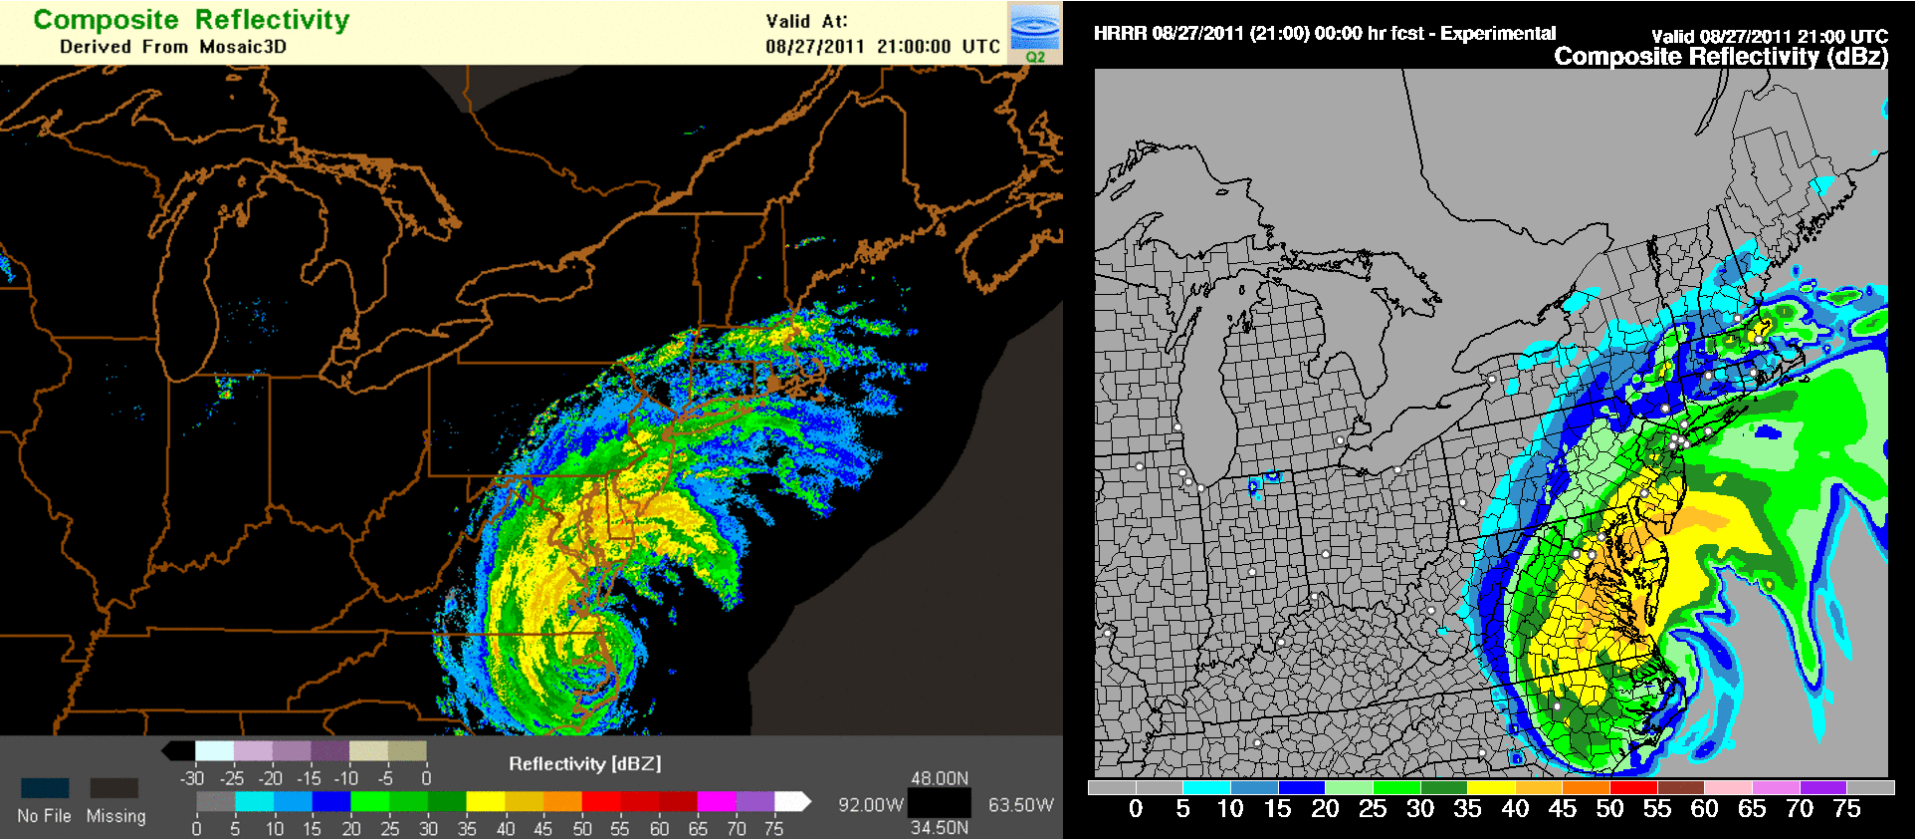 Composite Reflectivity
Derived From Mosaic3D
Valid At:
08/27/2011 21:00:00 UTC
Q2
-30 -25 -20 -15 -10 -5 0
Reflectivity [dBZ]
No File Missing
0 5 10 15 20 25 30 35 40 45 50 55 60 65 70 75
48.00N
92.00W 63.50W
34.50N
HRRR 08/27/2011 (21:00) 00:00 hr fcst - Experimental
Valid 08/27/2011 21:00 UTC
Composite Reflectivity (dBz)
0 5 10 15 20 25 30 35 40 45 50 55 60 65 70 75